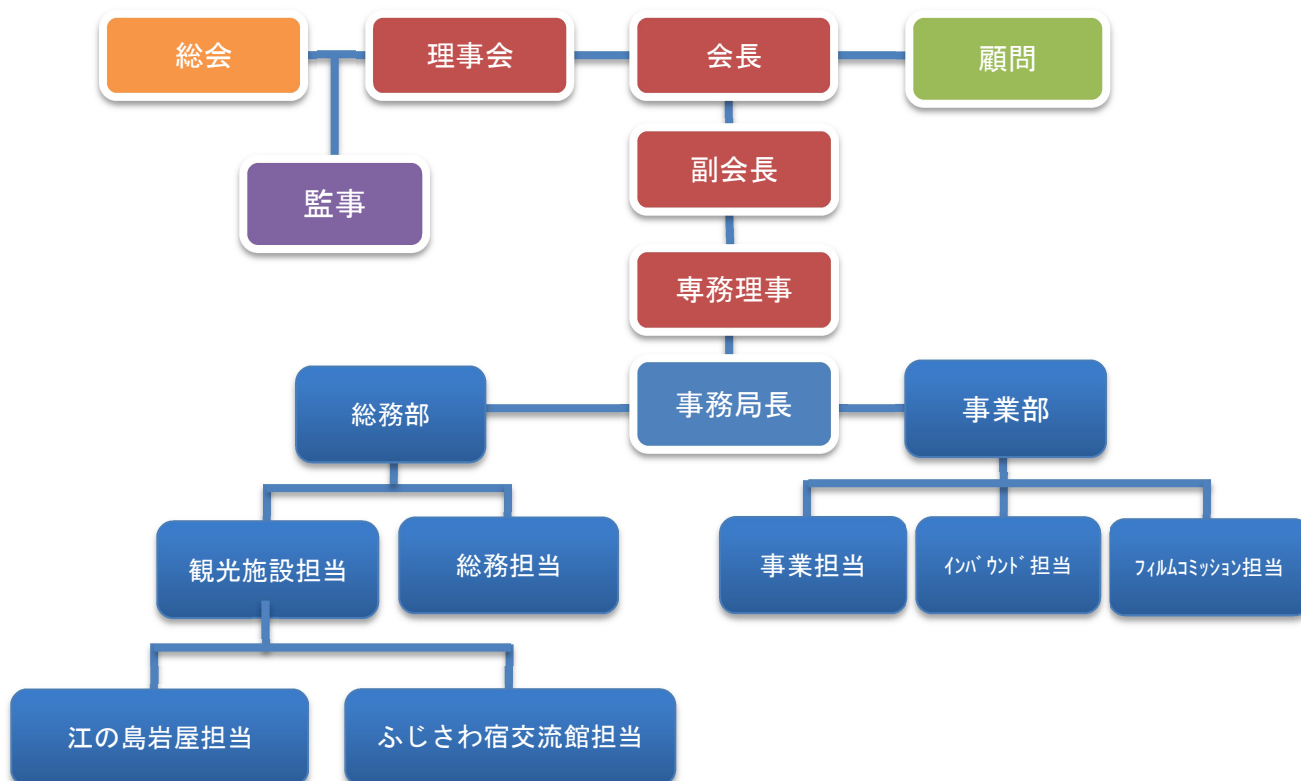 総会
理事会
会長
顧問
副会長
監事
専務理事
総務部
事務局長
事業部
観光施設担当
総務担当
事業担当
ｲﾝﾊﾞｳﾝﾄﾞ担当
ﾌｨﾙﾑｺﾐｯｼｮﾝ担当
江の島岩屋担当
ふじさわ宿交流館担当